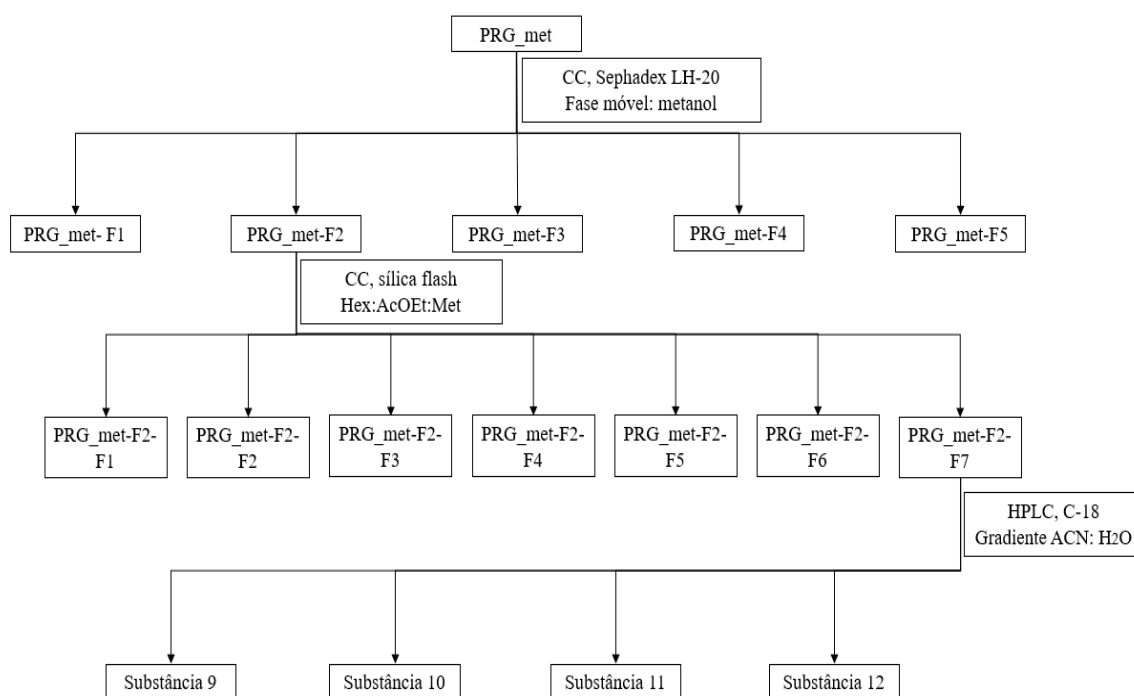 PRG_met
CC, Sephadex LH-20
Fase móvel: metanol
PRG_met- F1
PRG_met-F2
PRG_met-F3
PRG_met-F4
PRG_met-F5
CC, sílica flash
Hex:AcOEt:Met
PRG_met-F2-
F1
PRG_met-F2-
F2
PRG_met-F2-
F3
PRG_met-F2-
F4
PRG_met-F2-
F5
PRG_met-F2-
F6
PRG_met-F2-
F7
HPLC, C-18
Gradiente ACN: H2O
Substância 9
Substância 10
Substância 11
Substância 12